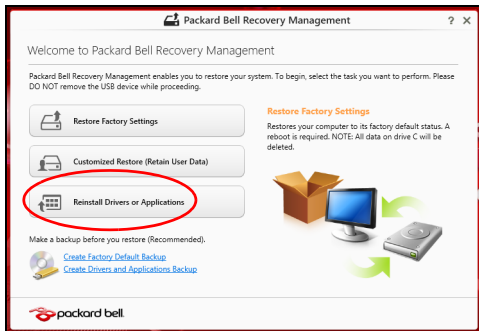 Packard Bell Recovery Management
? X
Welcome to Packard Bell Recovery Management
Packard Bell Recovery Management enables you to restore your system. To begin, select the task you want to perform. Please
DO NOT remove the USB device while proceeding.
Restore Factory Settings
Customized Restore (Retain User Data)
Reinstall Drivers or Applications
Restore Factory Settings
Restores your computer to its factory default status. A
reboot is required. NOTE: All data on drive C will be
deleted.
Make a backup before you restore (Recommended).
Create Factory Default Backup
Create Drivers and Applications Backup
packard bell.